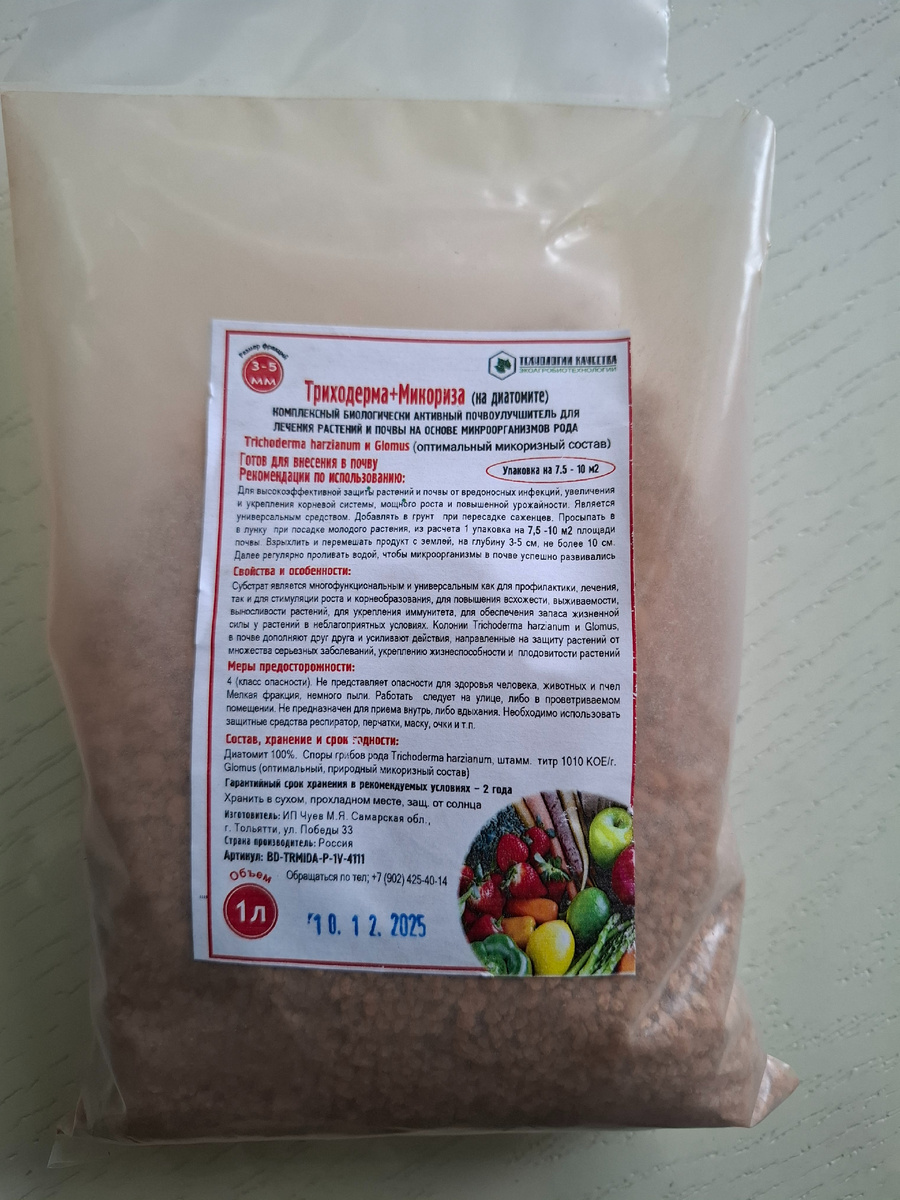 Размер фракций
3-5
мм
ТЕХНОЛОГИИ КАЧЕСТВА
ЭКОАГРОБИОТЕХНОЛОГИИ
Триходерма+Микориза (на диатомите)
КОМПЛЕКСНЫЙ БИОЛОГИЧЕСКИ АКТИВНЫЙ ПОЧВОУЛУЧШИТЕЛЬ ДЛЯ
ЛЕЧЕНИЯ РАСТЕНИЙ И ПОЧВЫ НА ОСНОВЕ МИКРООРГАНИЗМОВ РОДА
Trichoderma harzianum и Glomus (оптимальный микоризный состав)
Готов для внесения в почву
Упаковка на 7.5 - 10 м2
Рекомендации по использованию:
Для высокоэффективной защиты растений и почвы от вредоносных инфекций, увеличения
и укрепления корневой системы, мощного роста и повышенной урожайности. Является
универсальным средством. Добавлять в грунт при пересадке саженцев. Просыпать в
в лунку при посадке молодого растения, из расчета 1 упаковка на 7,5 -10 м2 площади
почвы. Взрыхлить и перемешать продукт с землей, на глубину 3-5 см, не более 10 см.
Далее регулярно проливать водой, чтобы микроорганизмы в почве успешно развивались
Свойства и особенности:
Субстрат является многофункциональным и универсальным как для профилактики, лечения,
так и для стимуляции роста и корнеобразования, для повышения всхожести, выживаемости,
выносливости растений, для укрепления иммунитета, для обеспечения запаса жизненной
силы у растений в неблагоприятных условиях. Колонии Trichoderma harzianum и Glomus,
в почве дополняют друг друга и усиливают действия, направленные на защиту растений от
множества серьезных заболеваний, укреплению жизнеспособности и плодовитости растений
Меры предосторожности:
4 (класс опасности). Не представляет опасности для здоровья человека, животных и пчел
Мелкая фракция, немного пыли. Работать следует на улице, либо в проветриваемом
помещении. Не предназначен для приема внутрь, либо вдыхания. Необходимо использовать
защитные средства респиратор, перчатки, маску, очки и т.п.
Состав, хранение и срок годности:
Диатомит 100%. Споры грибов рода Trichoderma harzianum, штамм. титр 1010 КОЕ/г.
Glomus (оптимальный, природный микоризный состав)
Гарантийный срок хранения в рекомендуемых условиях – 2 года
Хранить в сухом, прохладном месте, защ. от солнца
Изготовитель: ИП Чуев М.Я. Самарская обл.,
г. Тольятти, ул. Победы 33
Страна производитель: Россия
Артикул: BD-TRMIDA-P-1V-4111
Обращаться по тел; +7 (902) 425-40-14
Объем
1л
10. 12. 2025